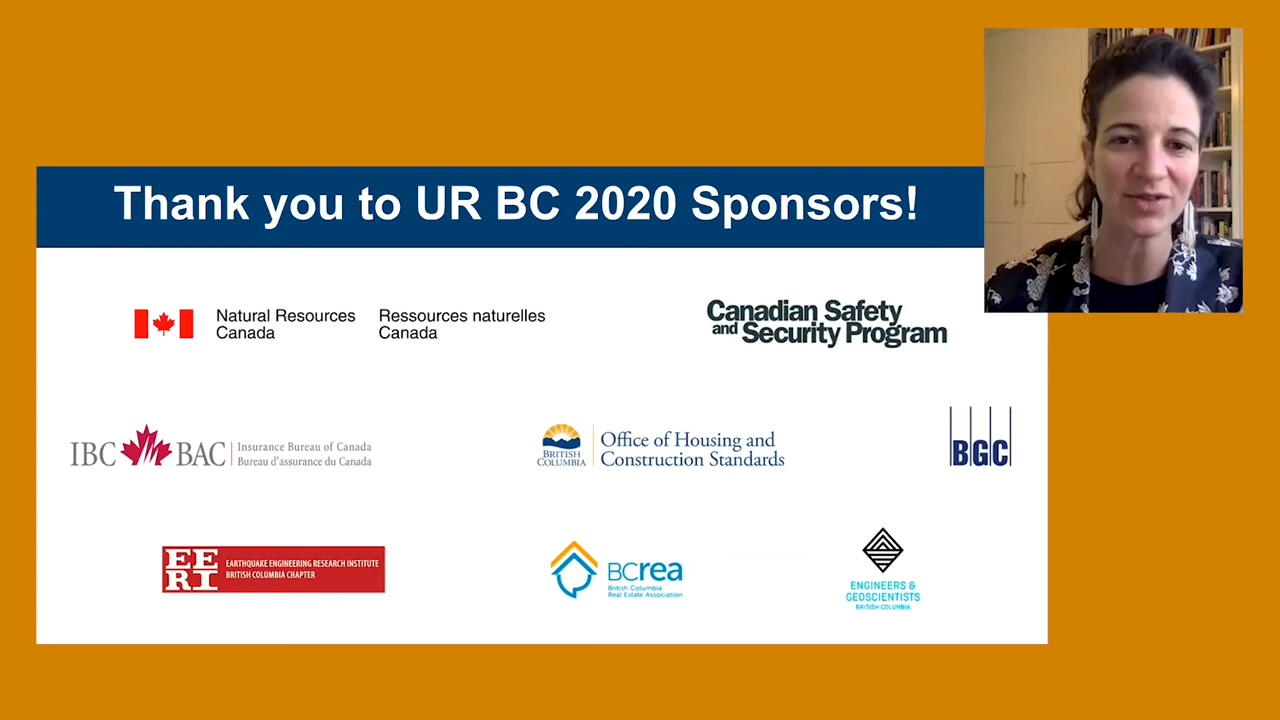 Thank you to UR BC 2020 Sponsors!
Natural Resources
Canada
Ressources naturelles
Canada
Canadian Safety
and Security Program
IBC BAC
Insurance Bureau of Canada
Bureau d'assurance du Canada
BRITISH
COLUMBIA
Office of Housing and
Construction Standards
BGC
EE
RI
EARTHQUAKE ENGINEERING RESEARCH INSTITUTE
BRITISH COLUMBIA CHAPTER
BCrea
British Columbia
Real Estate Association
ENGINEERS &
GEOSCIENTISTS
BRITISH COLUMBIA